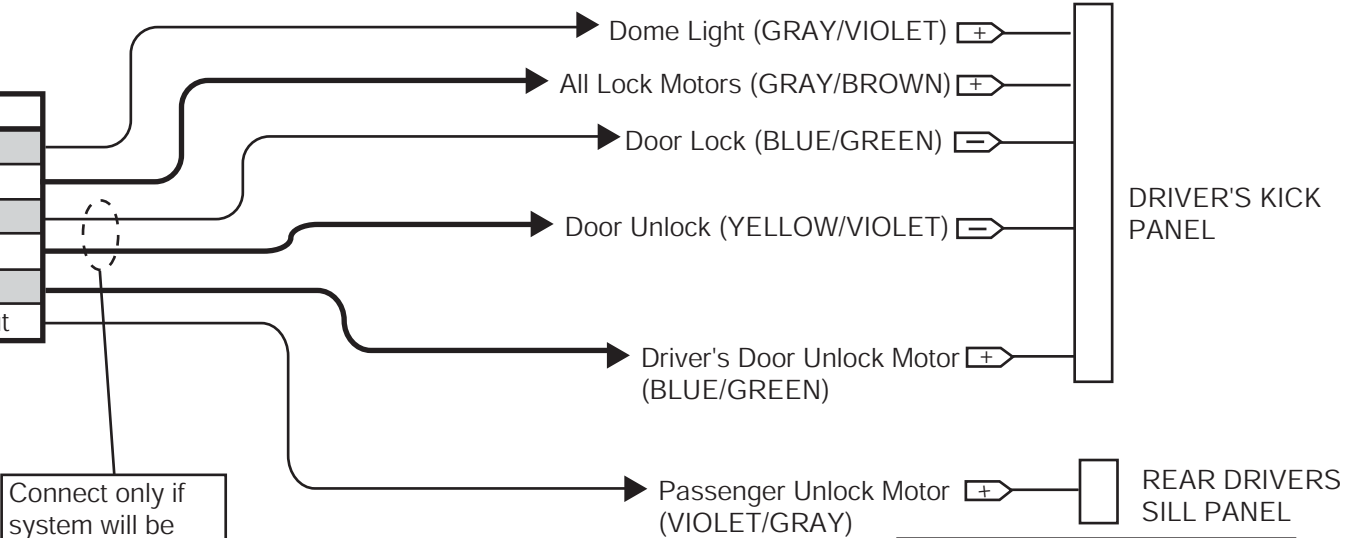 Dome Light (GRAY/VIOLET) +
All Lock Motors (GRAY/BROWN) +
Door Lock (BLUE/GREEN) −
Door Unlock (YELLOW/VIOLET) −
DRIVER'S KICK
PANEL
Driver's Door Unlock Motor +
(BLUE/GREEN)
Passenger Unlock Motor +
(VIOLET/GRAY)
REAR DRIVERS
SILL PANEL
Connect only if
system will be